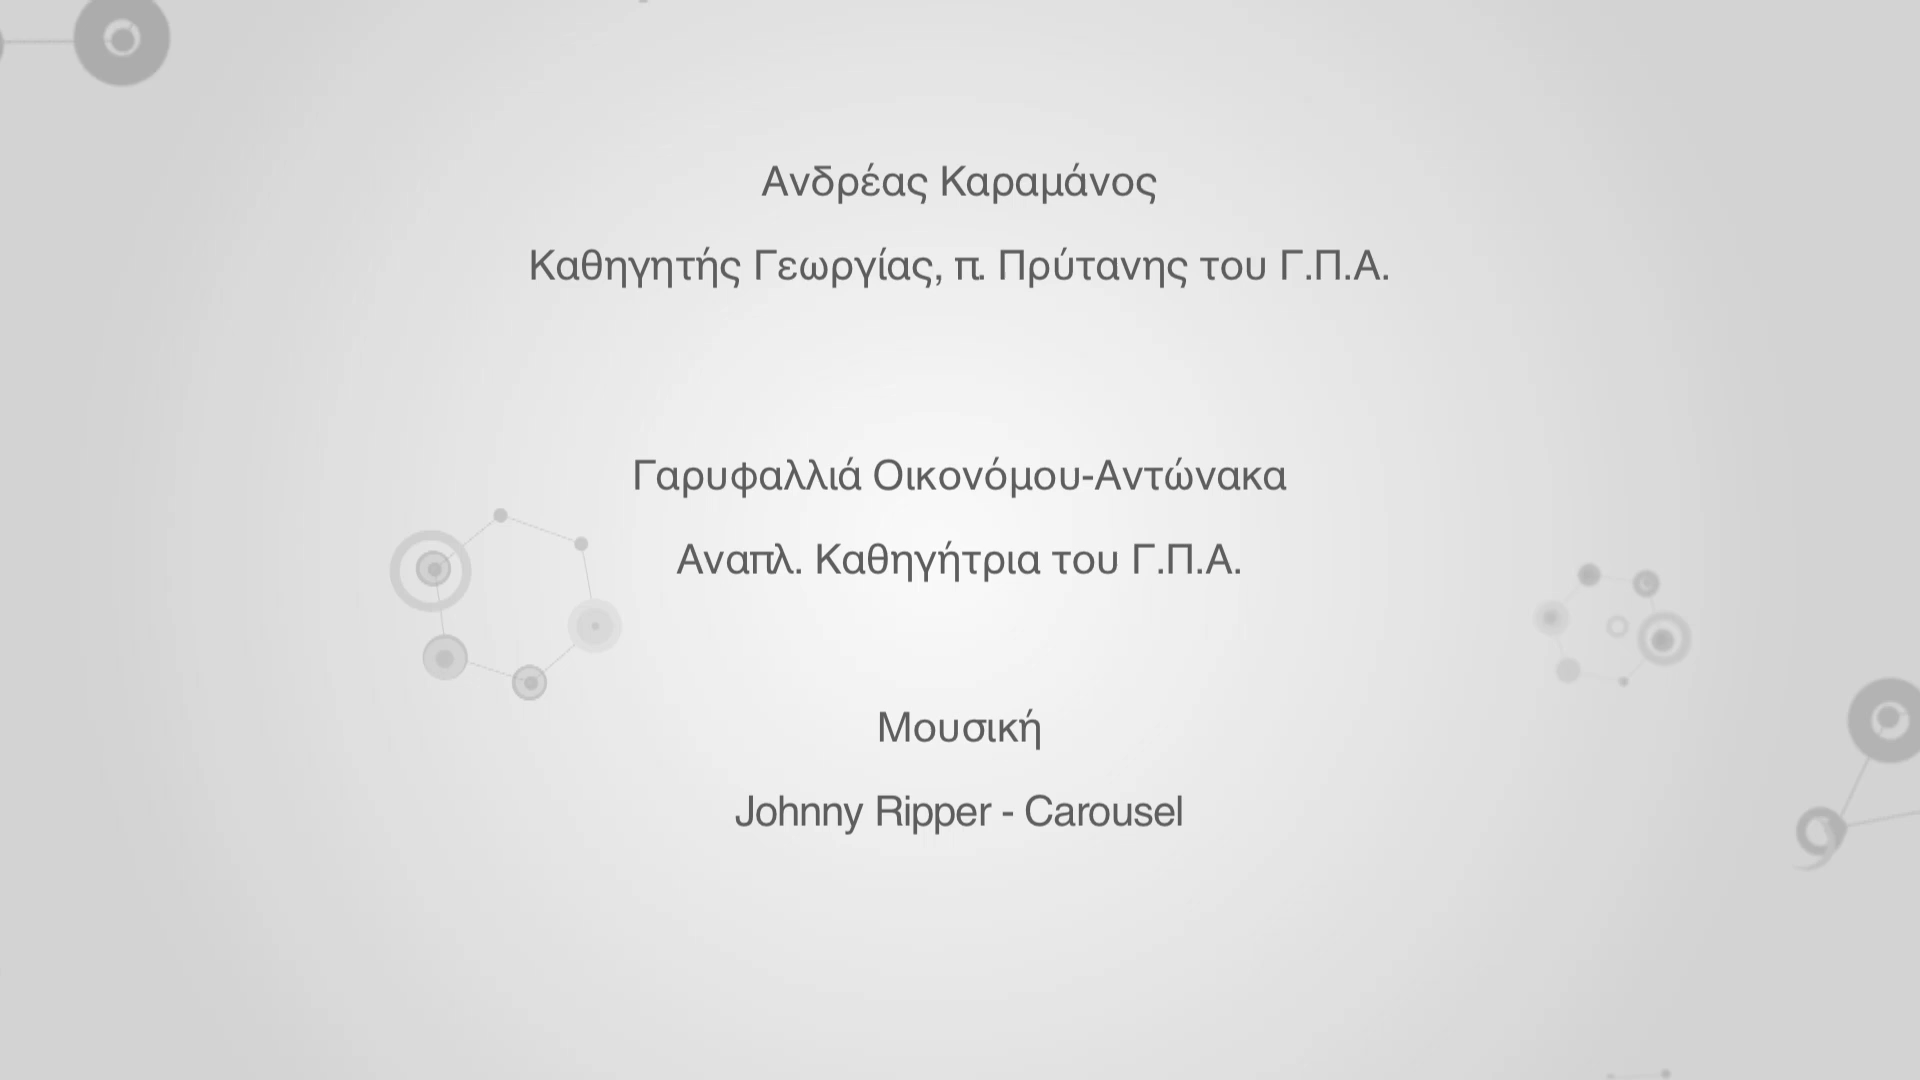 Ανδρέας Καραμάνος
Καθηγητής Γεωργίας, π. Πρύτανης του Γ.Π.Α.
Γαρυφαλλιά Οικονόμου-Αντώνακα
Αναπλ. Καθηγήτρια του Γ.Π.Α.
Μουσική
Johnny Ripper - Carousel